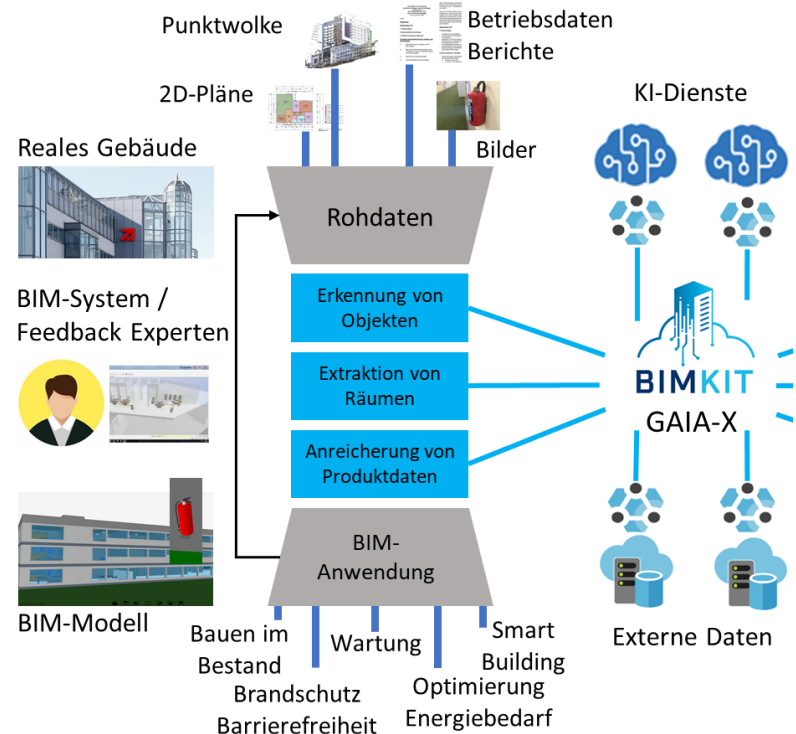 Punktwolke
Betriebsdaten
Berichte
2D-Pläne
Bilder
KI-Dienste
Reales Gebäude
Rohdaten
BIM-System /
Feedback Experten
Erkennung von
Objekten
Extraktion von
Räumen
Anreicherung von
Produktdaten
BIMKIT
GAIA-X
BIM-
Anwendung
BIM-Modell
Externe Daten
Bauen im
Bestand
Wartung
Smart
Building
Brandschutz
Barrierefreiheit
Optimierung
Energiebedarf